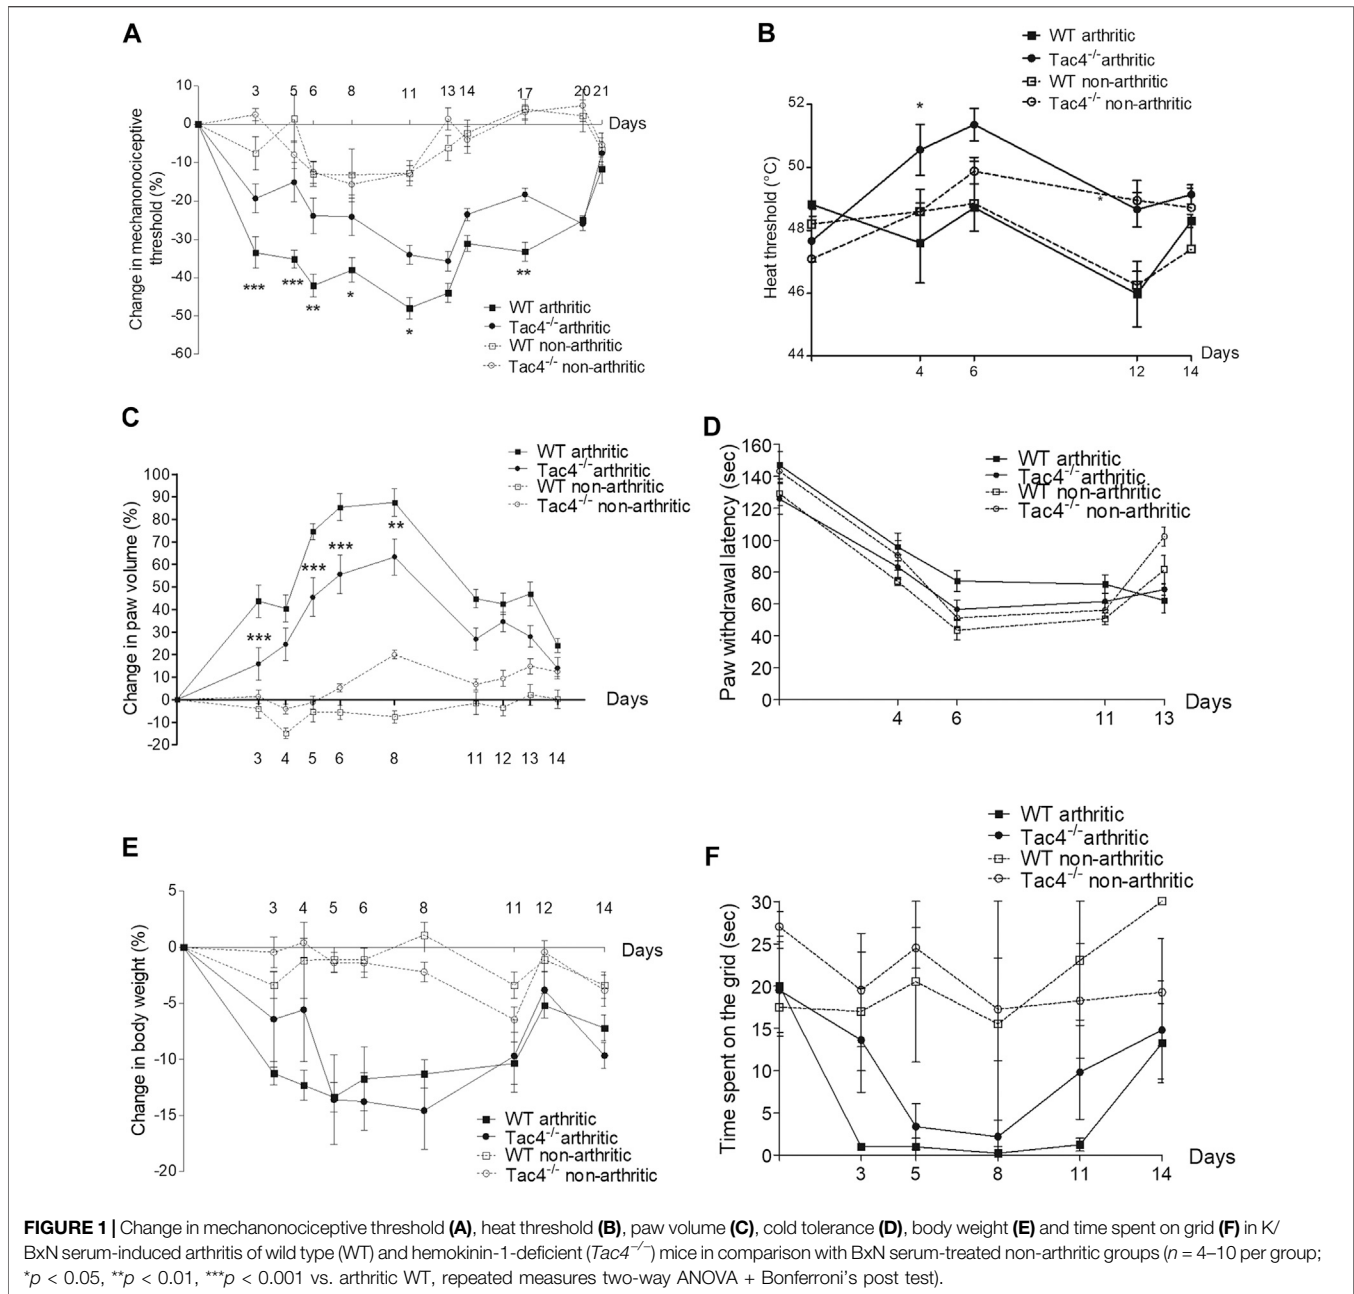 A
10
0
-10
-20
-30
-40
-50
-60
3 5 6 8 11 13 14 17 20 21
Days
Change in mechanonociceptive
threshold (%)
*** *** ** * * **
WT arthritic
Tac4-/-arthritic
WT non-arthritic
Tac4-/- non-arthritic
B
WT arthritic
Tac4-/-arthritic
WT non-arthritic
Tac4-/- non-arthritic
52
50
48
46
44
Heat threshold (°C)
* *
4 6 12 14
Days
C
WT arthritic
Tac4-/-arthritic
WT non-arthritic
Tac4-/- non-arthritic
100
90
80
70
60
50
40
30
20
10
0
-10
-20
Change in paw volume (%)
*** *** *** **
Days
3 4 5 6 8 11 12 13 14
D
WT arthritic
Tac4-/-arthritic
WT non-arthritic
Tac4-/- non-arthritic
160
140
120
100
80
60
40
20
0
Paw withdrawal latency (sec)
4 6 11 13
Days
E
5
0
-5
-10
-15
-20
3 4 5 6 8 11 12 14
Days
Change in body weight (%)
WT arthritic
Tac4-/-arthritic
WT non-arthritic
Tac4-/- non-arthritic
F
WT arthritic
Tac4-/-arthritic
WT non-arthritic
Tac4-/- non-arthritic
30
25
20
15
10
5
0
Time spent on the grid (sec)
3 5 8 11 14
Days
FIGURE 1 | Change in mechanonociceptive threshold (A), heat threshold (B), paw volume (C), cold tolerance (D), body weight (E) and time spent on grid (F) in K/
BxN serum-induced arthritis of wild type (WT) and hemokinin-1-deficient (Tac4−/−) mice in comparison with BxN serum-treated non-arthritic groups (n = 4–10 per group;
*p < 0.05, **p < 0.01, ***p < 0.001 vs. arthritic WT, repeated measures two-way ANOVA + Bonferroni's post test).